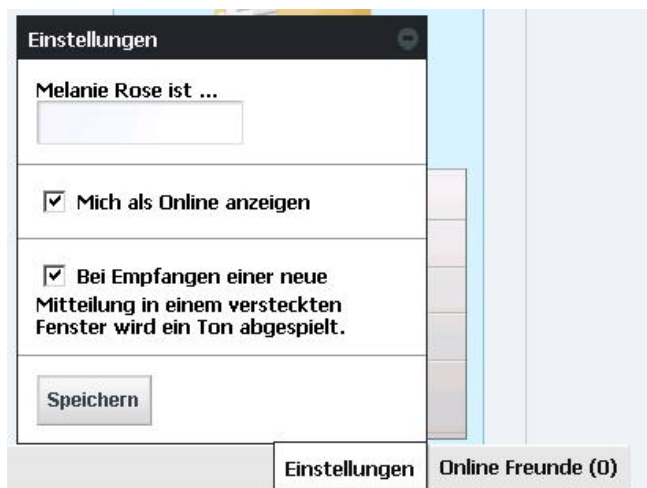 Einstellungen
Melanie Rose ist ...
Mich als Online anzeigen
Bei Empfangen einer neue
Mitteilung in einem versteckten
Fenster wird ein Ton abgespielt.
Speichern
Einstellungen
Online Freunde (0)